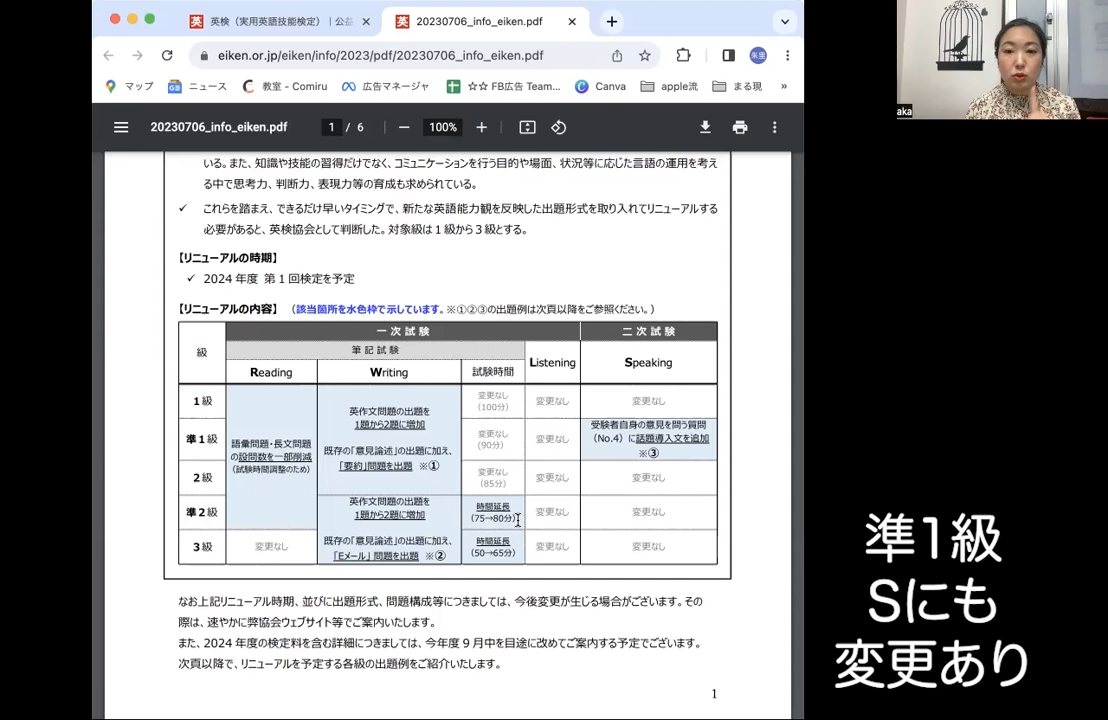 英検（実用英語技能検定）｜公益
20230706_info_eiken.pdf
eiken.or.jp/eiken/info/2023/pdf/20230706_info_eiken.pdf
マップ
ニュース
教室 - Comiru
広告マネージャ
☆☆ FB広告 Team...
Canva
apple流
まる現
»
20230706_info_eiken.pdf
1 / 6
100%
いる。また、知識や技能の習得だけでなく、コミュニケーションを行う目的や場面、状況等に応じた言語の運用を考え
る中で思考力、判断力、表現力等の育成も求められている。
✓ これらを踏まえ、できるだけ早いタイミングで、新たな英語能力観を反映した出題形式を取り入れてリニューアルする
必要があると、英検協会として判断した。対象級は１級から３級とする。
【リニューアルの時期】
✓ 2024 年度 第１回検定を予定
【リニューアルの内容】 （該当箇所を水色枠で示しています。※①②③の出題例は次頁以降をご参照ください。）
級
一次試験
二次試験
筆記試験
Reading
Writing
試験時間
Listening
Speaking
1級
準1級
2級
準2級
3級
語彙問題・長文問題
の設問数を一部削減
（試験時間調整のため）
変更なし
英作文問題の出題を
1題から2題に増加
既存の「意見論述」の出題に加え、
「要約」問題を出題 ※①
英作文問題の出題を
1題から2題に増加
既存の「意見論述」の出題に加え、
「Eメール」問題を出題 ※②
変更なし
（100分）
変更なし
（90分）
変更なし
（85分）
時間延長
（75→80分）
時間延長
（50→65分）
変更なし
変更なし
変更なし
変更なし
変更なし
変更なし
受験者自身の意見を問う質問
（No.4）に話題導入文を追加
※③
変更なし
変更なし
変更なし
なお上記リニューアル時期、並びに出題形式、問題構成等につきましては、今後変更が生じる場合がございます。その
際は、速やかに弊協会ウェブサイト等でご案内いたします。
また、2024 年度の検定料を含む詳細につきましては、今年度 9 月中を目途に改めてご案内する予定でございます。
次頁以降で、リニューアルを予定する各級の出題例をご紹介いたします。
1
aka
準1級
Sにも
変更あり